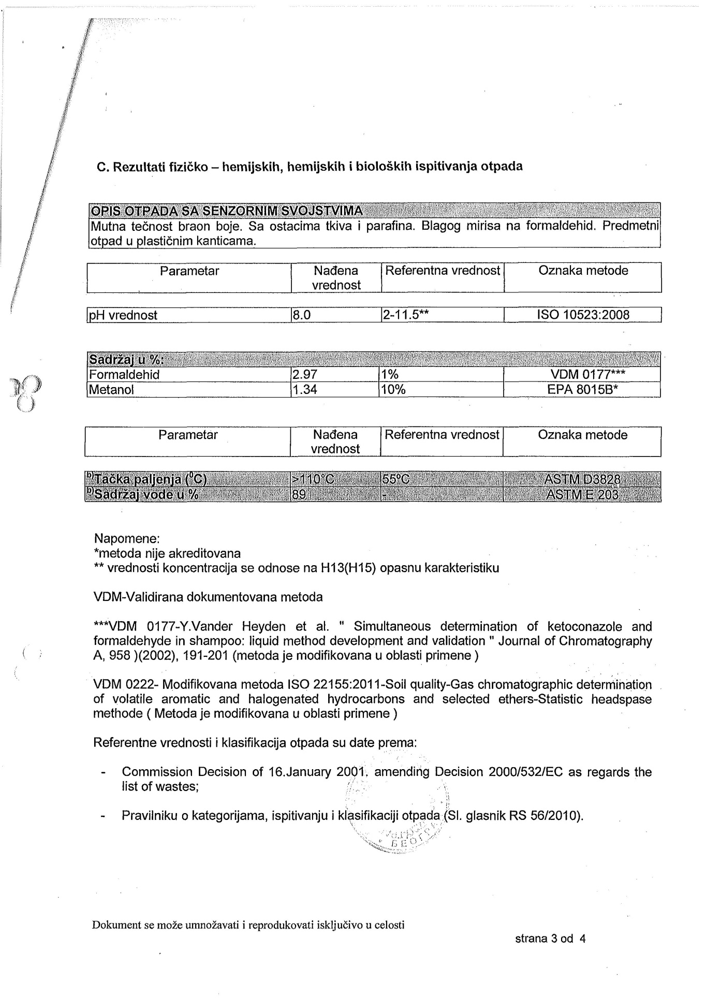 C. Rezultati fizičko – hemijskih, hemijskih i bioloških ispitivanja otpada
OPIS OTPADA SA SENZORNIM SVOJSTVIMA
Mutna tečnost braon boje. Sa ostacima tkiva i parafina. Blagog mirisa na formaldehid. Predmetni
otpad u plastičnim kanticama.
Parametar Nađena vrednost Referentna vrednost Oznaka metode
pH vrednost 8.0 2-11.5** ISO 10523:2008
Sadržaj u %:
Formaldehid 2.97 1% VDM 0177***
Metanol 1.34 10% EPA 8015B*
Parametar Nađena vrednost Referentna vrednost Oznaka metode
b)Tačka paljenja (⁰C) >110°C 55ºC ASTM D3828
b)Sadržaj vode u % 89 - ASTM E 203
Napomene:
*metoda nije akreditovana
** vrednosti koncentracija se odnose na H13(H15) opasnu karakteristiku
VDM-Validirana dokumentovana metoda
***VDM 0177-Y.Vander Heyden et al. " Simultaneous determination of ketoconazole and
formaldehyde in shampoo: liquid method development and validation " Journal of Chromatography
A, 958 )(2002), 191-201 (metoda je modifikovana u oblasti primene )
VDM 0222- Modifikovana metoda ISO 22155:2011-Soil quality-Gas chromatographic determination
of volatile aromatic and halogenated hydrocarbons and selected ethers-Statistic headspase
methode ( Metoda je modifikovana u oblasti primene )
Referentne vrednosti i klasifikacija otpada su date prema:
- Commission Decision of 16.January 2001. amending Decision 2000/532/EC as regards the
list of wastes;
- Pravilniku o kategorijama, ispitivanju i klasifikaciji otpada (Sl. glasnik RS 56/2010).
Dokument se može umnožavati i reprodukovati isključivo u celosti
strana 3 od 4